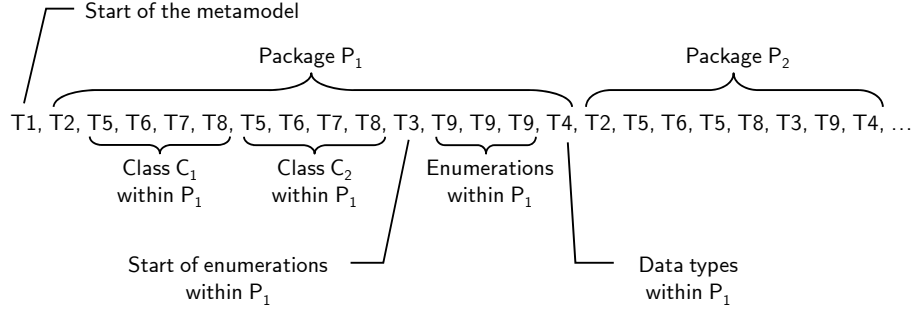 Start of the metamodel
Package P₁
Package P₂
T1, T2, T5, T6, T7, T8, T5, T6, T7, T8, T3, T9, T9, T9, T4, T2, T5, T6, T5, T8, T3, T9, T4, ...
Class C₁
within P₁
Class C₂
within P₁
Enumerations
within P₁
Start of enumerations
within P₁
Data types
within P₁